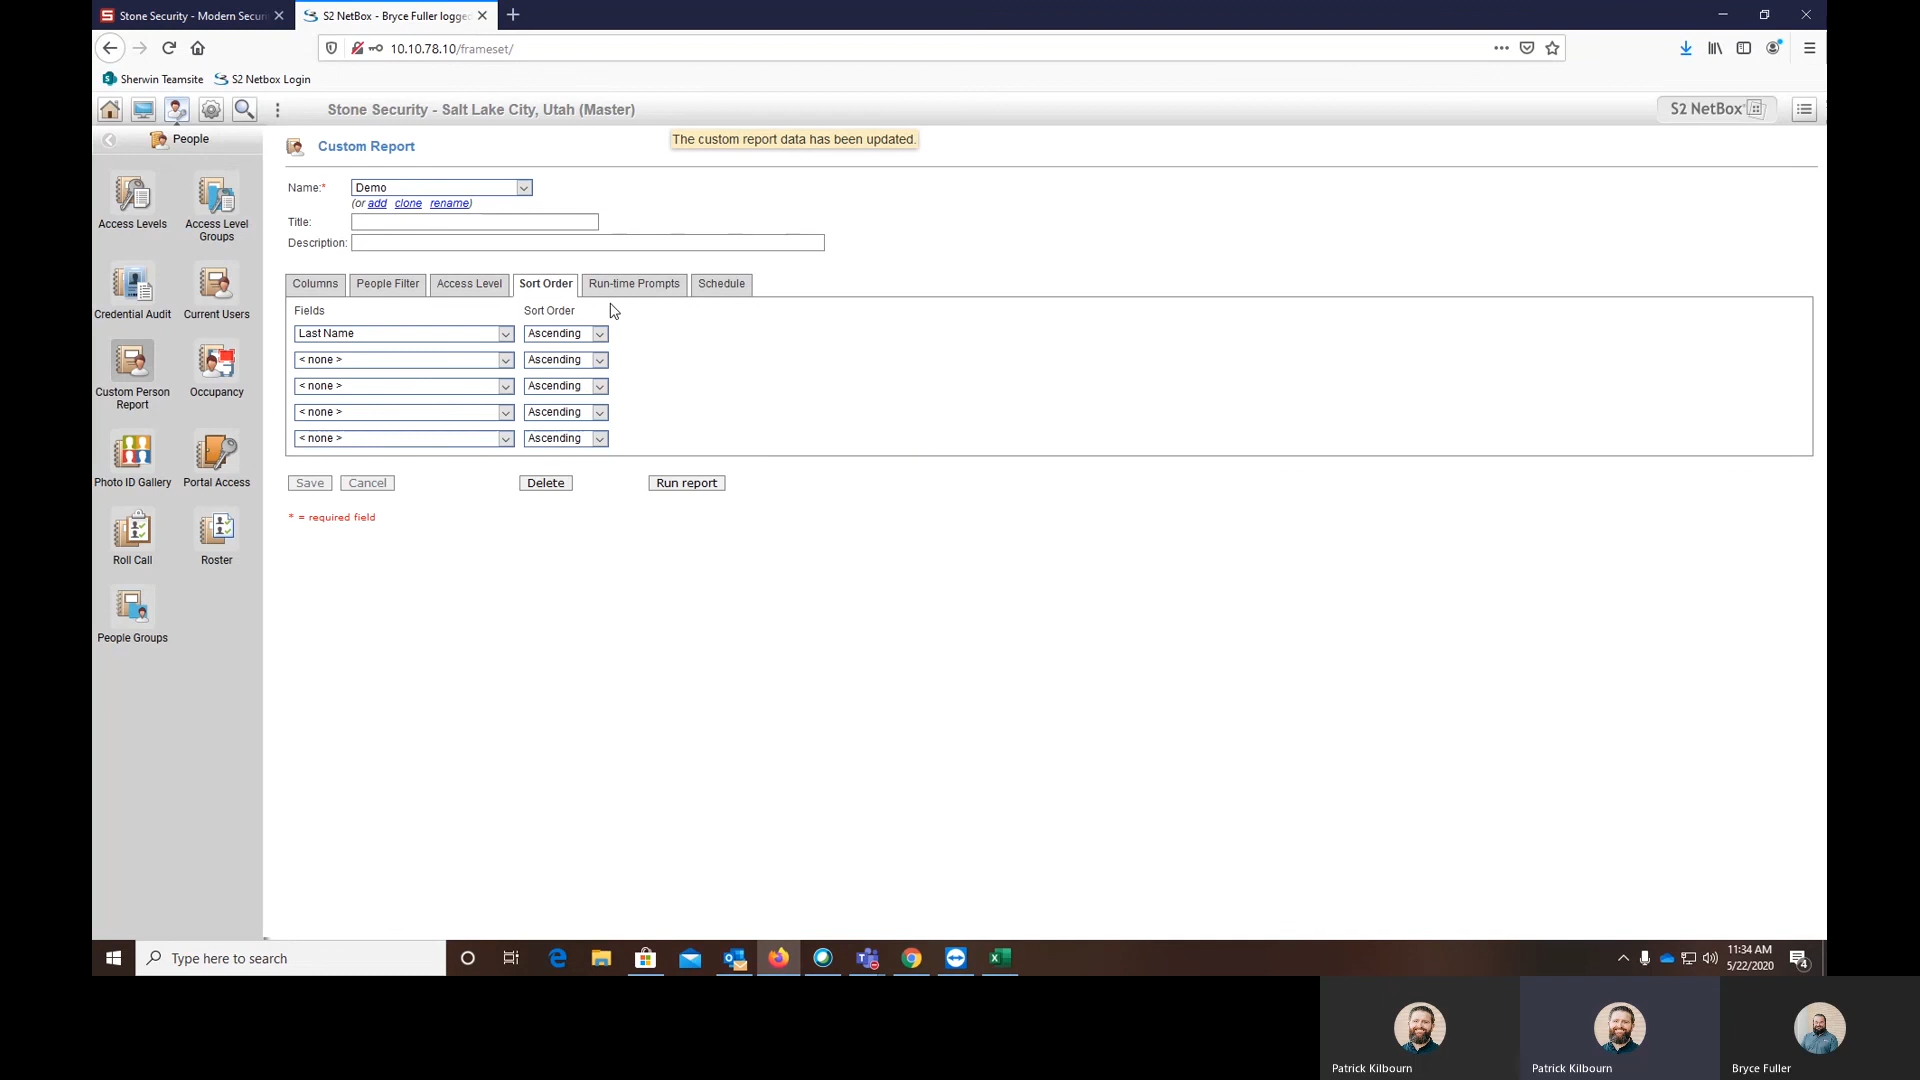 Stone Security - Modern Secur
S2 NetBox - Bryce Fuller logge
10.10.78.10/frameset/
Sherwin Teamsite
S2 Netbox Login
Stone Security - Salt Lake City, Utah (Master)
S2 NetBox
People
The custom report data has been updated.
Custom Report
Name:*
Demo
(or add clone rename)
Title:
Description:
Access Levels
Access Level Groups
Credential Audit
Current Users
Custom Person Report
Occupancy
Photo ID Gallery
Portal Access
Roll Call
Roster
People Groups
Columns
People Filter
Access Level
Sort Order
Run-time Prompts
Schedule
Fields Sort Order
Last Name Ascending
< none > Ascending
< none > Ascending
< none > Ascending
< none > Ascending
Save
Cancel
Delete
Run report
* = required field
Type here to search
11:34 AM
5/22/2020
4
Patrick Kilbourn
Patrick Kilbourn
Bryce Fuller